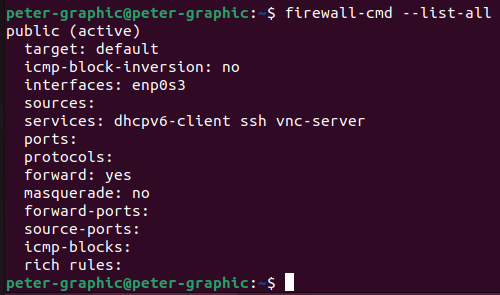 peter-graphic@peter-graphic:~$ firewall-cmd --list-all
public (active)
  target: default
  icmp-block-inversion: no
  interfaces: enp0s3
  sources:
  services: dhcpv6-client ssh vnc-server
  ports:
  protocols:
  forward: yes
  masquerade: no
  forward-ports:
  source-ports:
  icmp-blocks:
  rich rules:
peter-graphic@peter-graphic:~$